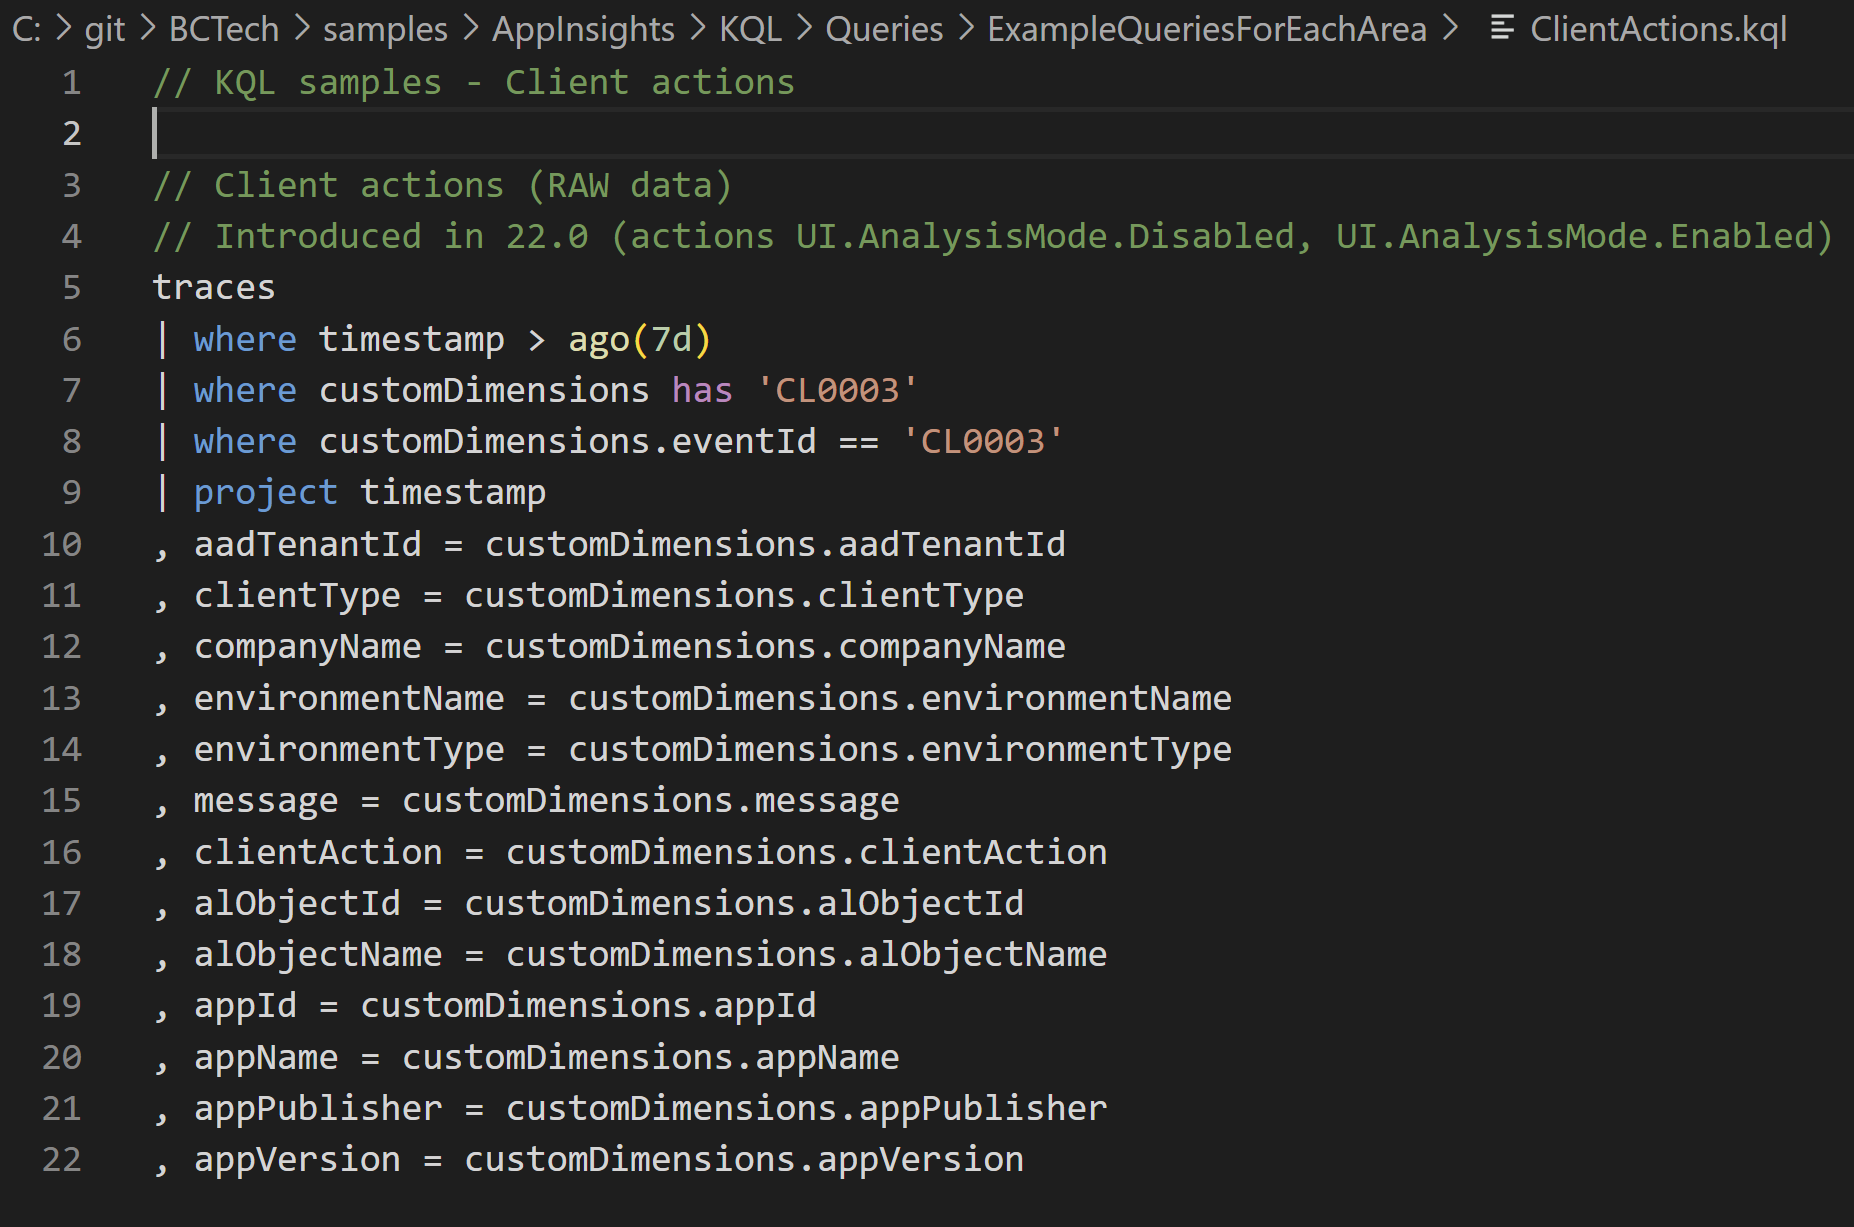 C: > git > BCTech > samples > AppInsights > KQL > Queries > ExampleQueriesForEachArea > ClientActions.kql
1 // KQL samples - Client actions
2
3 // Client actions (RAW data)
4 // Introduced in 22.0 (actions UI.AnalysisMode.Disabled, UI.AnalysisMode.Enabled)
5 traces
6 | where timestamp > ago(7d)
7 | where customDimensions has 'CL0003'
8 | where customDimensions.eventId == 'CL0003'
9 | project timestamp
10 , aadTenantId = customDimensions.aadTenantId
11 , clientType = customDimensions.clientType
12 , companyName = customDimensions.companyName
13 , environmentName = customDimensions.environmentName
14 , environmentType = customDimensions.environmentType
15 , message = customDimensions.message
16 , clientAction = customDimensions.clientAction
17 , alObjectId = customDimensions.alObjectId
18 , alObjectName = customDimensions.alObjectName
19 , appId = customDimensions.appId
20 , appName = customDimensions.appName
21 , appPublisher = customDimensions.appPublisher
22 , appVersion = customDimensions.appVersion